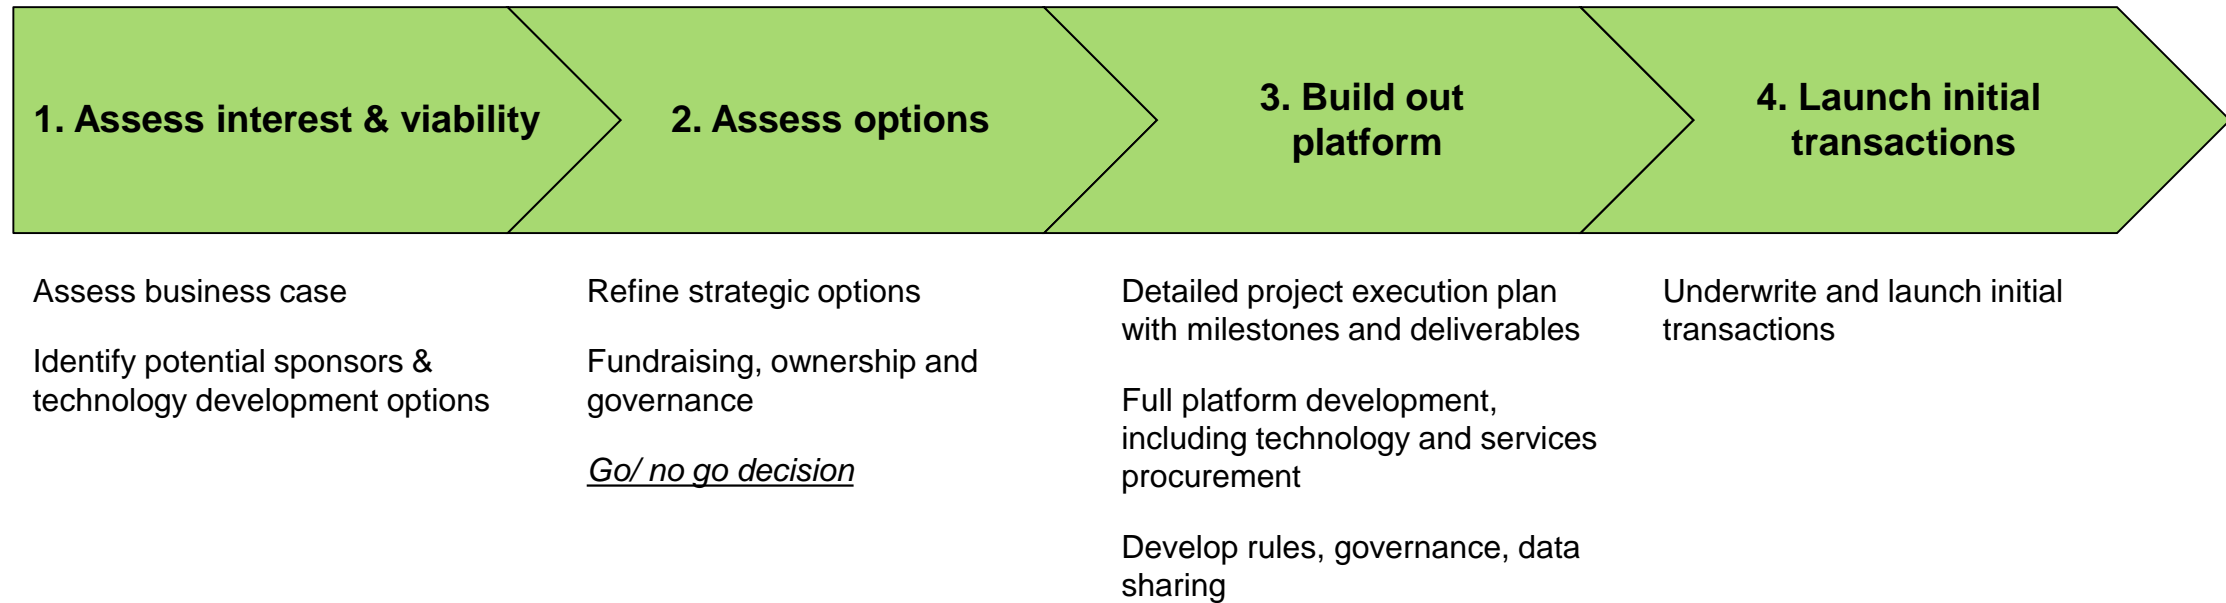 1. Assess interest & viability
2. Assess options
3. Build out
platform
4. Launch initial
transactions
Assess business case
Identify potential sponsors &
technology development options
Refine strategic options
Fundraising, ownership and
governance
Go/ no go decision
Detailed project execution plan
with milestones and deliverables
Full platform development,
including technology and services
procurement
Develop rules, governance, data
sharing
Underwrite and launch initial
transactions